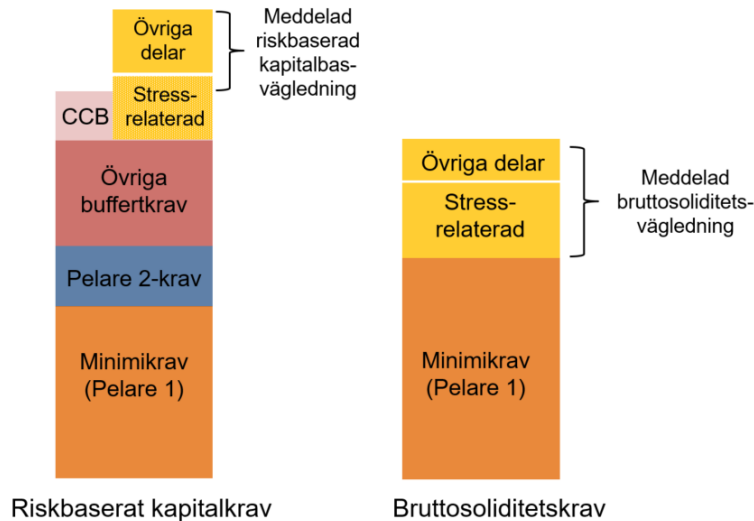 Övriga
delar
Meddelad
riskbaserad
kapitalbas-
vägledning
CCB
Stress-
relaterad
Övriga
buffertkrav
Pelare 2-krav
Minimikrav
(Pelare 1)
Riskbaserat kapitalkrav
Övriga delar
Stress-
relaterad
Meddelad
bruttosoliditets-
vägledning
Minimikrav
(Pelare 1)
Bruttosoliditetskrav